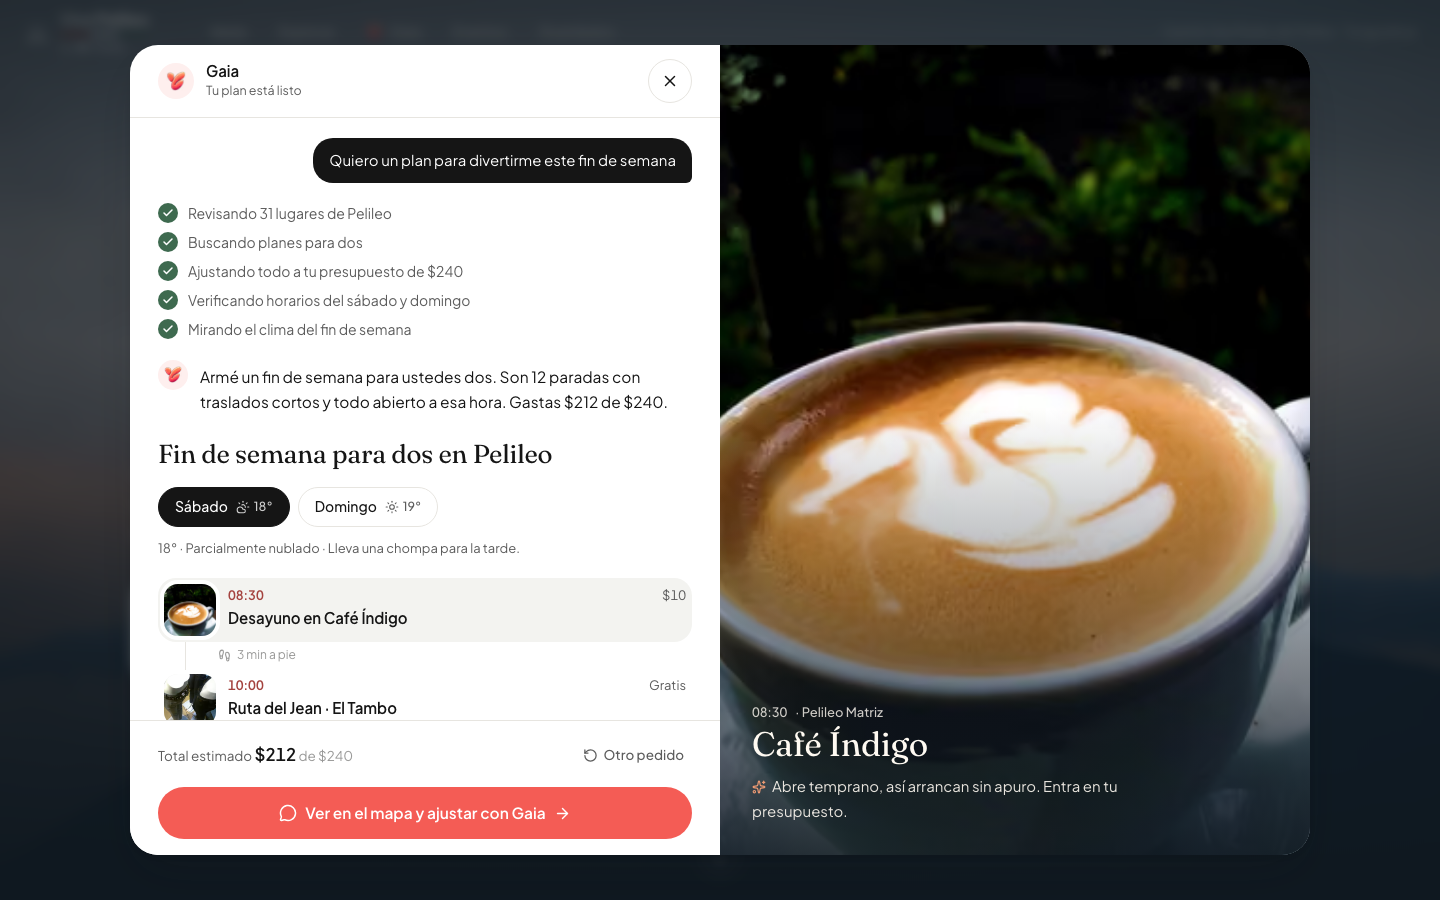 Gaia
Tu plan está listo
Quiero un plan para divertirme este fin de semana
Revisando 31 lugares de Pelileo
Buscando planes para dos
Ajustando todo a tu presupuesto de $240
Verificando horarios del sábado y domingo
Mirando el clima del fin de semana
Armé un fin de semana para ustedes dos. Son 12 paradas con
traslados cortos y todo abierto a esa hora. Gastas $212 de $240.
Fin de semana para dos en Pelileo
Sábado 18° Domingo 19°
18° · Parcialmente nublado · Lleva una chompa para la tarde.
08:30 $10
Desayuno en Café Índigo
3 min a pie
10:00 Gratis
Ruta del Jean · El Tambo
Total estimado $212 de $240 Otro pedido
Ver en el mapa y ajustar con Gaia
08:30 · Pelileo Matriz
Café Índigo
Abre temprano, así arrancan sin apuro. Entra en tu
presupuesto.